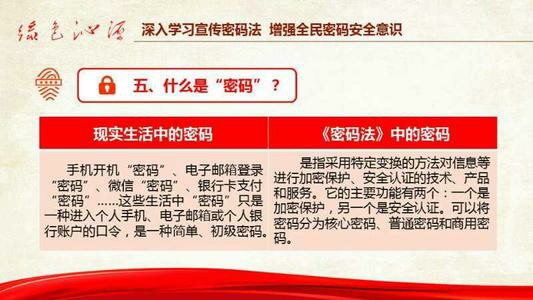 绿色沁源
深入学习宣传密码法 增强全民密码安全意识
五、什么是“密码”？
现实生活中的密码
手机开机“密码”、电子邮箱登录
“密码”、微信“密码”、银行卡支付
“密码”……这些生活中“密码”只是
一种进入个人手机、电子邮箱或个人银
行账户的口令，是一种简单、初级密码。
《密码法》中的密码
是指采用特定变换的方法对信息等
进行加密保护、安全认证的技术、产品
和服务。它的主要功能有两个：一个是
加密保护，另一个是安全认证。可以将
密码分为核心密码、普通密码和商用密
码。